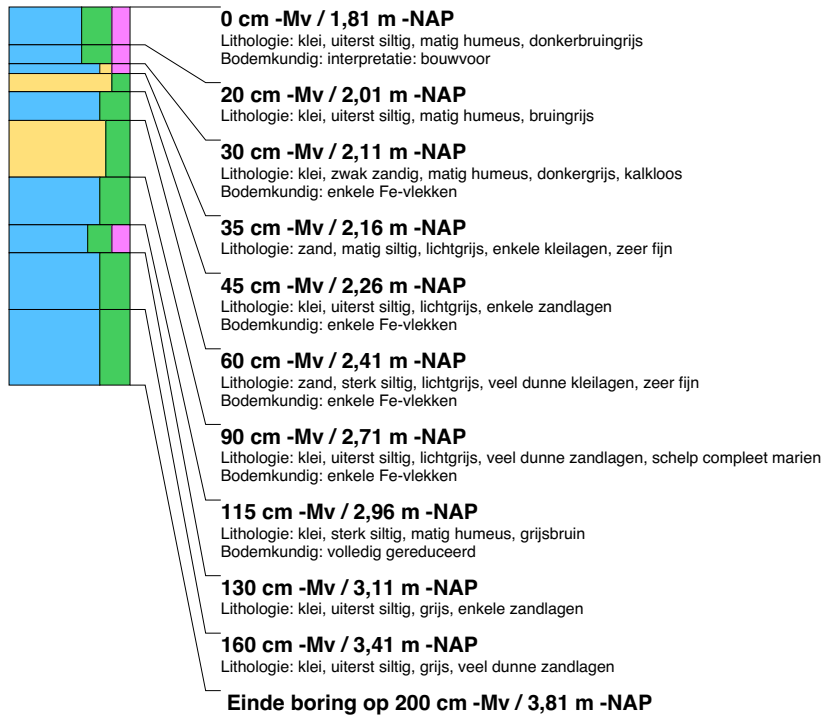 0 cm -Mv / 1,81 m -NAP
Lithologie: klei, uiterst siltig, matig humeus, donkerbruingrijs
Bodemkundig: interpretatie: bouwvoor
20 cm -Mv / 2,01 m -NAP
Lithologie: klei, uiterst siltig, matig humeus, bruingrijs
30 cm -Mv / 2,11 m -NAP
Lithologie: klei, zwak zandig, matig humeus, donkergrijs, kalkloos
Bodemkundig: enkele Fe-vlekken
35 cm -Mv / 2,16 m -NAP
Lithologie: zand, matig siltig, lichtgrijs, enkele kleilagen, zeer fijn
45 cm -Mv / 2,26 m -NAP
Lithologie: klei, uiterst siltig, lichtgrijs, enkele zandlagen
Bodemkundig: enkele Fe-vlekken
60 cm -Mv / 2,41 m -NAP
Lithologie: zand, sterk siltig, lichtgrijs, veel dunne kleilagen, zeer fijn
Bodemkundig: enkele Fe-vlekken
90 cm -Mv / 2,71 m -NAP
Lithologie: klei, uiterst siltig, lichtgrijs, veel dunne zandlagen, schelp compleet marien
Bodemkundig: enkele Fe-vlekken
115 cm -Mv / 2,96 m -NAP
Lithologie: klei, sterk siltig, matig humeus, grijsbruin
Bodemkundig: volledig gereduceerd
130 cm -Mv / 3,11 m -NAP
Lithologie: klei, uiterst siltig, grijs, enkele zandlagen
160 cm -Mv / 3,41 m -NAP
Lithologie: klei, uiterst siltig, grijs, veel dunne zandlagen
Einde boring op 200 cm -Mv / 3,81 m -NAP